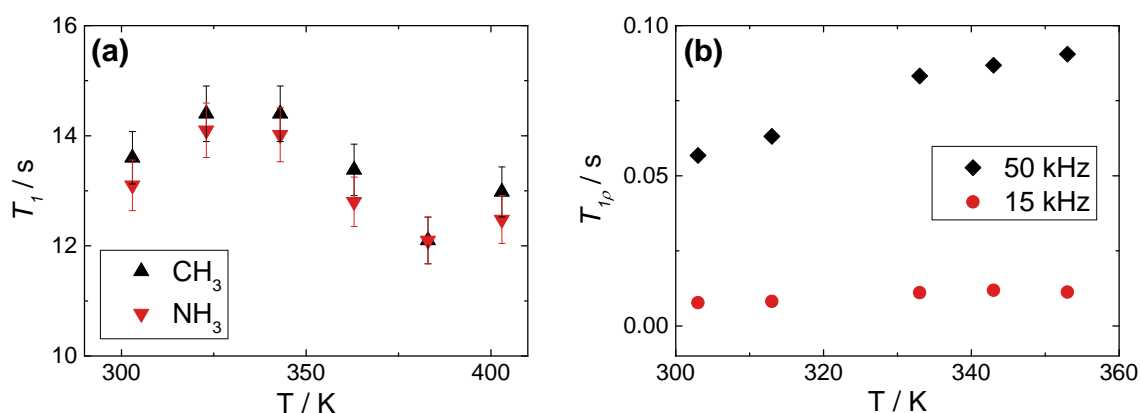 (a)
T₁ / s
16
14
12
10
CH₃
NH₃
300 350 400
T / K
(b)
T₁ᵨ / s
0.10
0.05
0.00
50 kHz
15 kHz
300 320 340 360
T / K